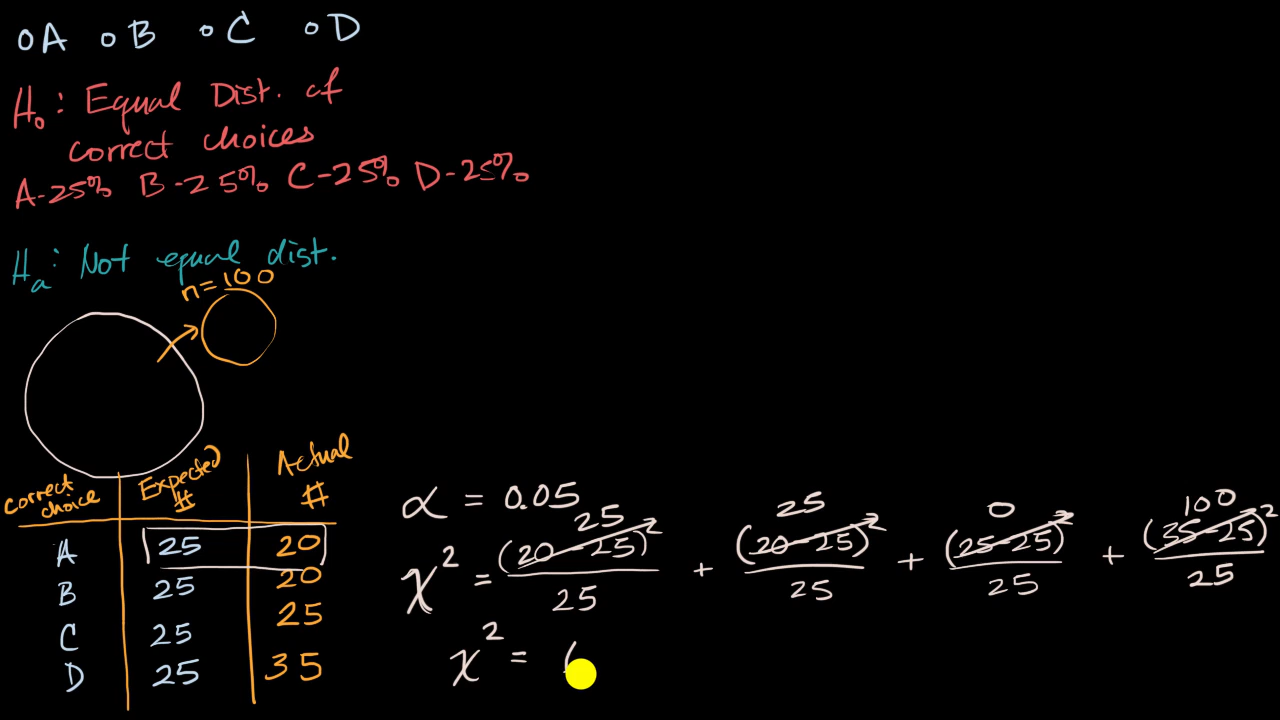 A B C D
H₀: Equal Dist. of
correct choices
A-25% B-25% C-25% D-25%
Hₐ: Not equal dist.
n=100
correct choice Expected # Actual #
A 25 20
B 25 20
C 25 25
D 25 35
α = 0.05
25 25 0 100
χ² = (20-25)²/25 + (20-25)²/25 + (25-25)²/25 + (35-25)²/25
χ² =